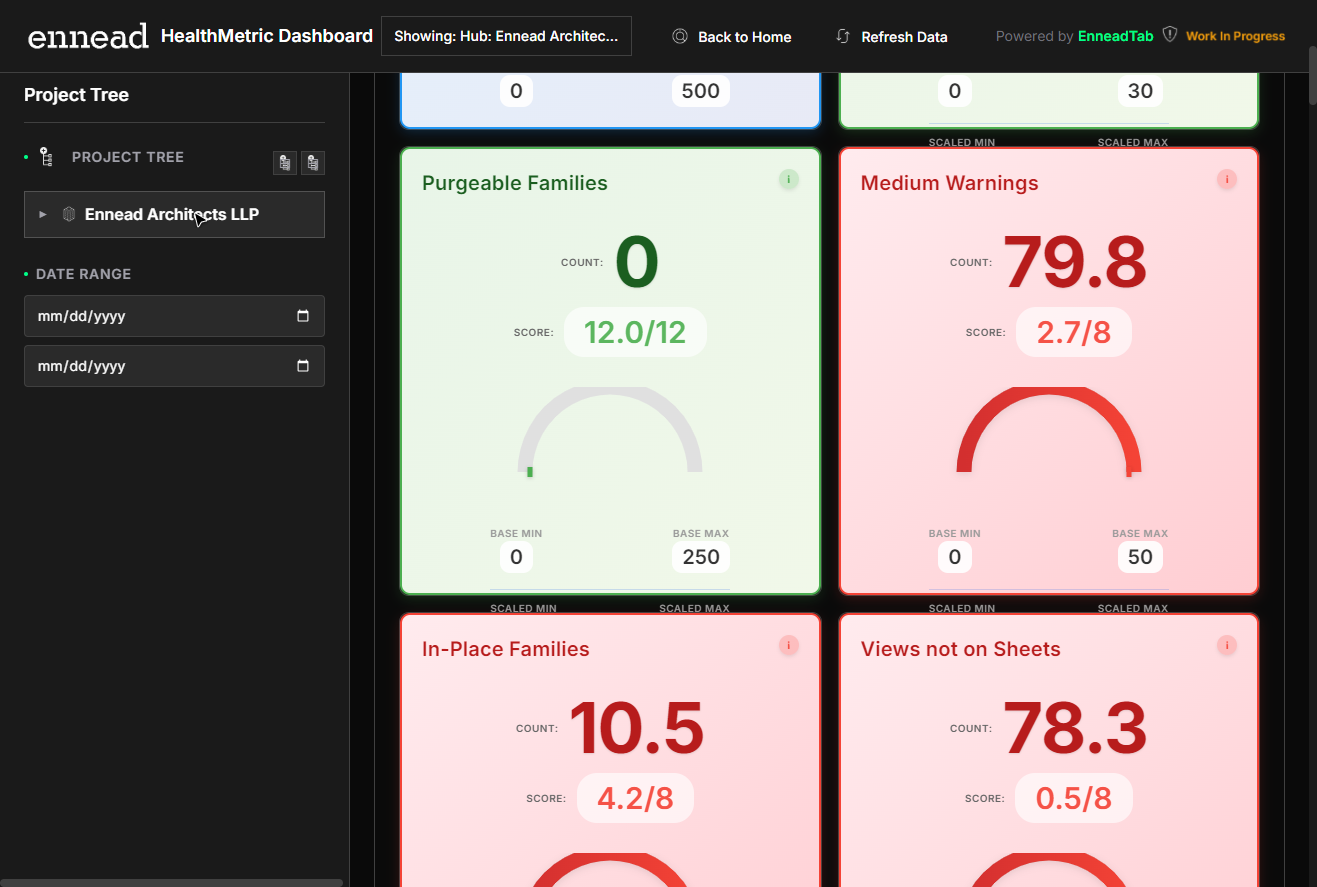 ennead HealthMetric Dashboard Showing: Hub: Ennead Architec... Back to Home Refresh Data Powered by EnneadTab Work In Progress
Project Tree
PROJECT TREE
Ennead Architects LLP
DATE RANGE
mm/dd/yyyy
mm/dd/yyyy
0 500
0 30
SCALED MIN SCALED MAX
Purgeable Families i
COUNT: 0
SCORE: 12.0/12
BASE MIN BASE MAX
0 250
SCALED MIN SCALED MAX
Medium Warnings i
COUNT: 79.8
SCORE: 2.7/8
BASE MIN BASE MAX
0 50
SCALED MIN SCALED MAX
In-Place Families i
COUNT: 10.5
SCORE: 4.2/8
Views not on Sheets i
COUNT: 78.3
SCORE: 0.5/8